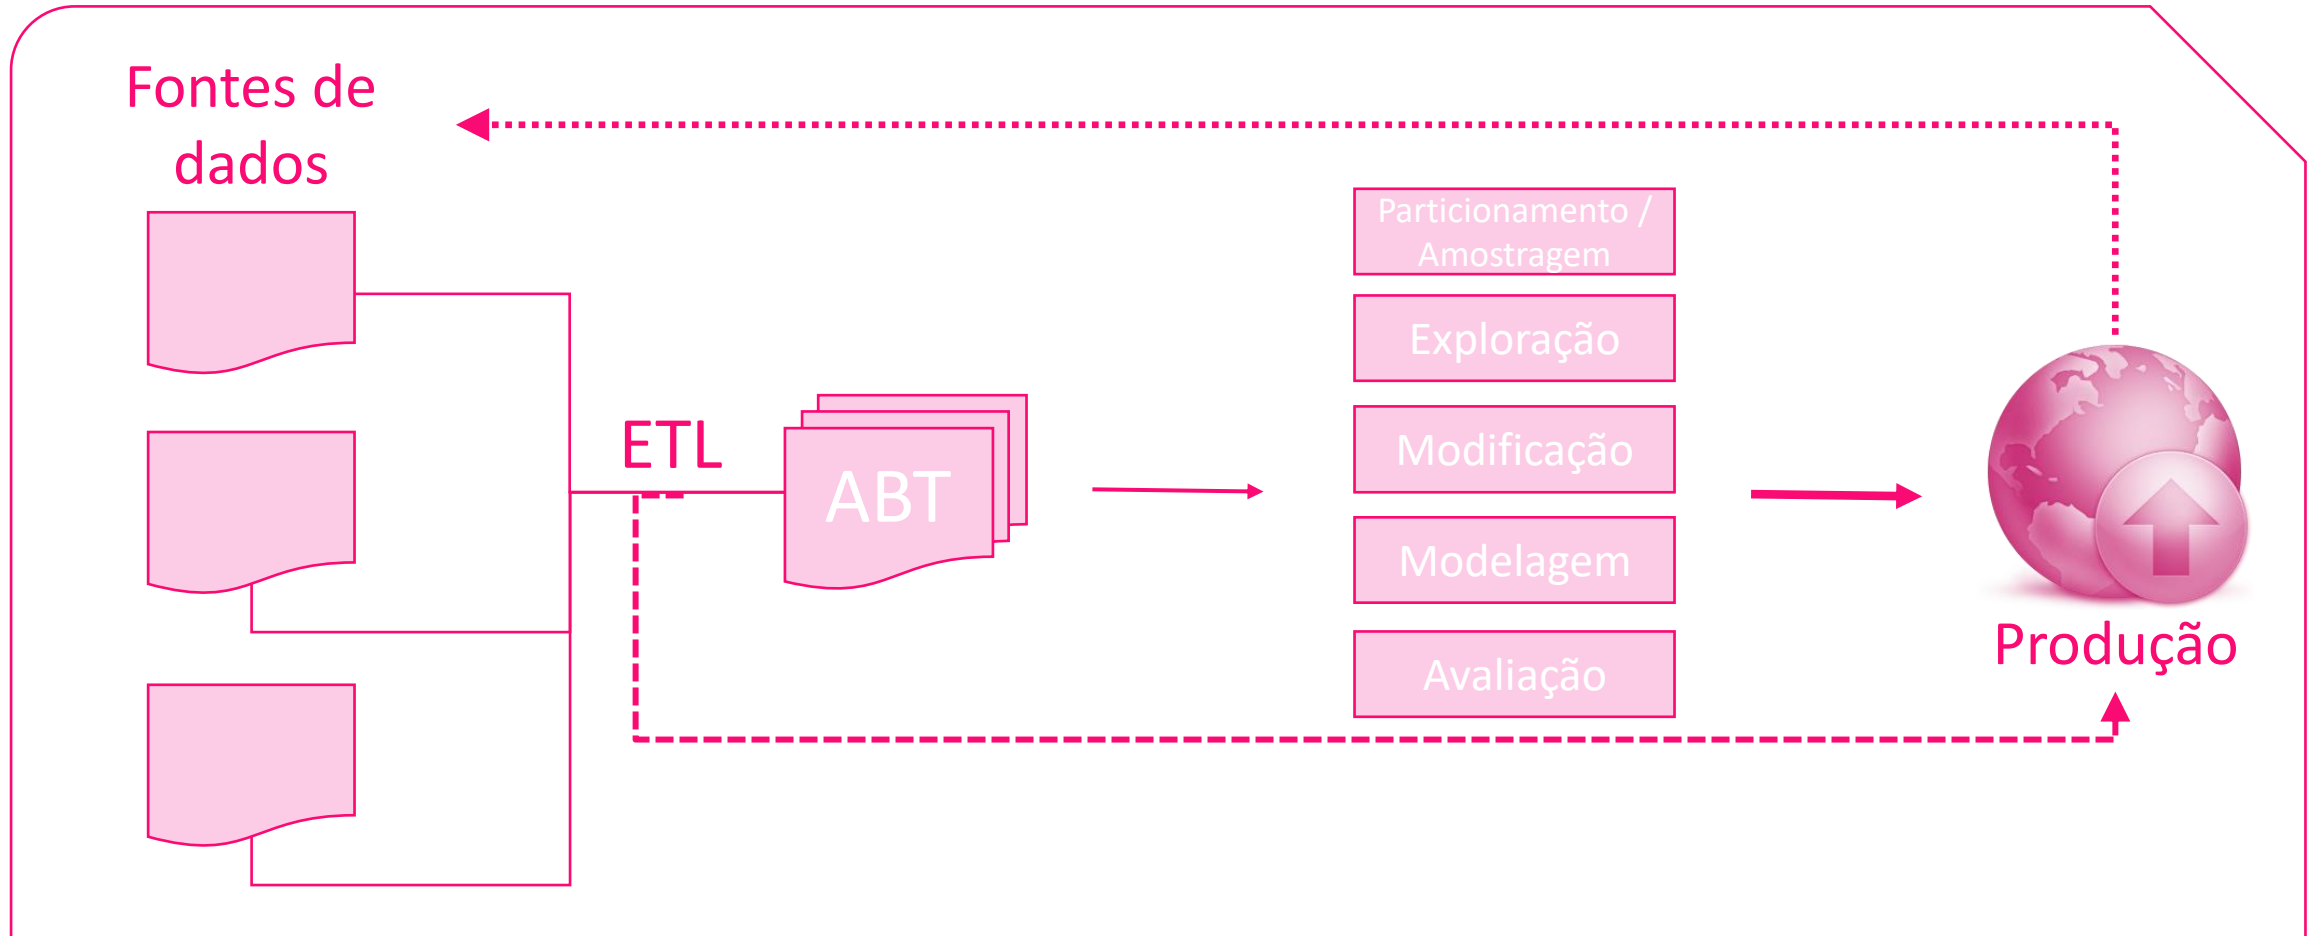 Fontes de
dados
ETL
ABT
Particionamento /
Amostragem
Exploração
Modificação
Modelagem
Avaliação
Produção